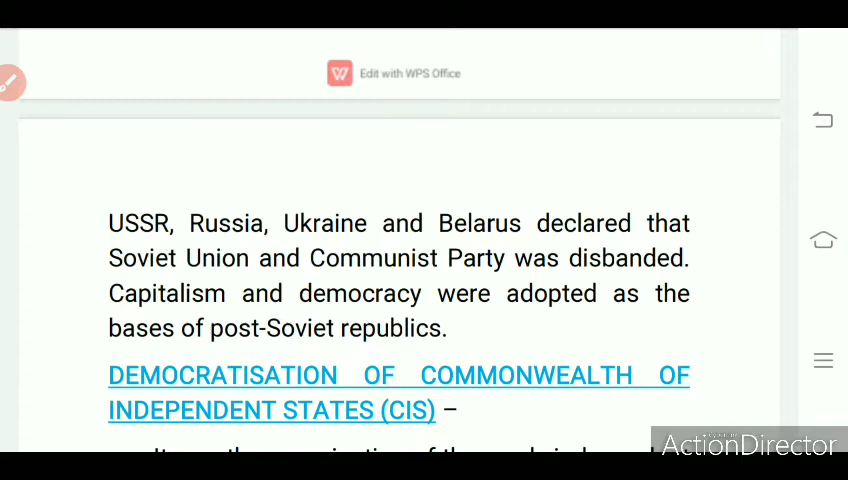 Edit with WPS Office
USSR, Russia, Ukraine and Belarus declared that
Soviet Union and Communist Party was disbanded.
Capitalism and democracy were adopted as the
bases of post-Soviet republics.
DEMOCRATISATION OF COMMONWEALTH OF
INDEPENDENT STATES (CIS) –
ActionDirector